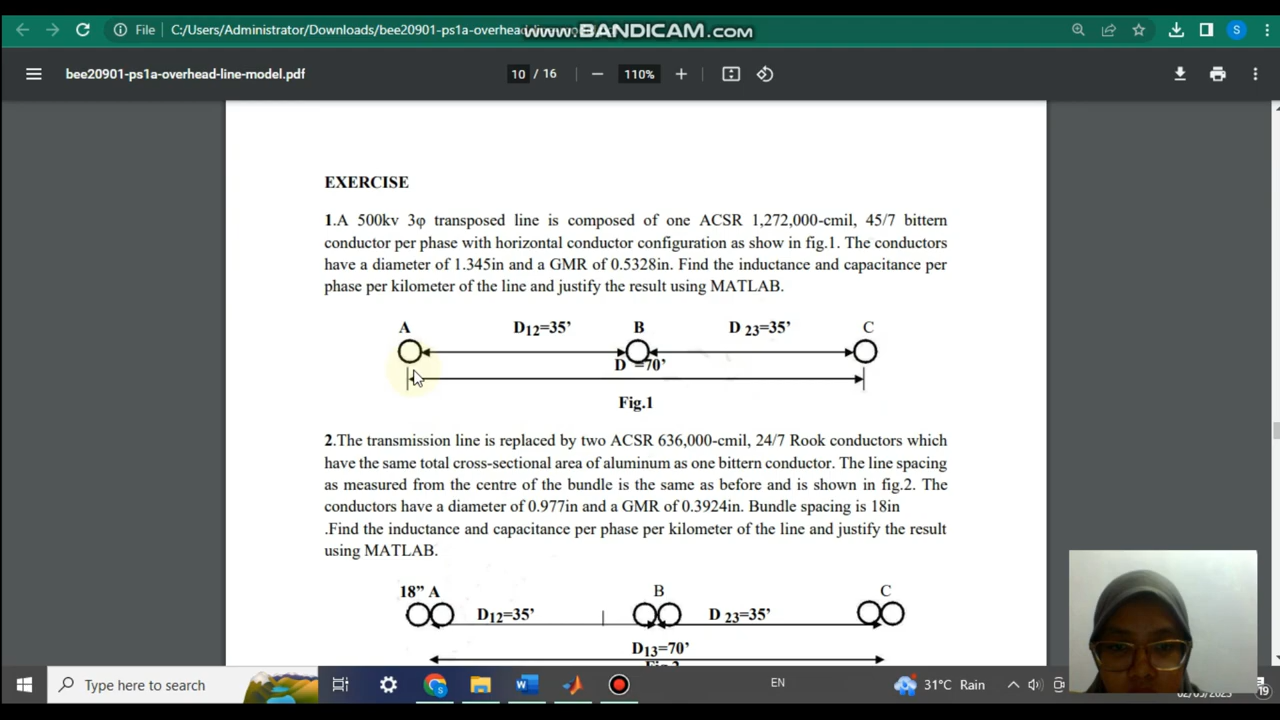 File C:/Users/Administrator/Downloads/bee20901-ps1a-overhead-line-mo
www.BANDICAM.com
S
bee20901-ps1a-overhead-line-model.pdf
10 / 16
110%
EXERCISE
1.A 500kv 3φ transposed line is composed of one ACSR 1,272,000-cmil, 45/7 bittern
conductor per phase with horizontal conductor configuration as show in fig.1. The conductors
have a diameter of 1.345in and a GMR of 0.5328in. Find the inductance and capacitance per
phase per kilometer of the line and justify the result using MATLAB.
A D12=35’ B D 23=35’ C
D =70’
Fig.1
2.The transmission line is replaced by two ACSR 636,000-cmil, 24/7 Rook conductors which
have the same total cross-sectional area of aluminum as one bittern conductor. The line spacing
as measured from the centre of the bundle is the same as before and is shown in fig.2. The
conductors have a diameter of 0.977in and a GMR of 0.3924in. Bundle spacing is 18in
.Find the inductance and capacitance per phase per kilometer of the line and justify the result
using MATLAB.
18” A B C
D12=35’ D 23=35’
D13=70’
Type here to search
EN
31°C Rain
02/05/2023
19